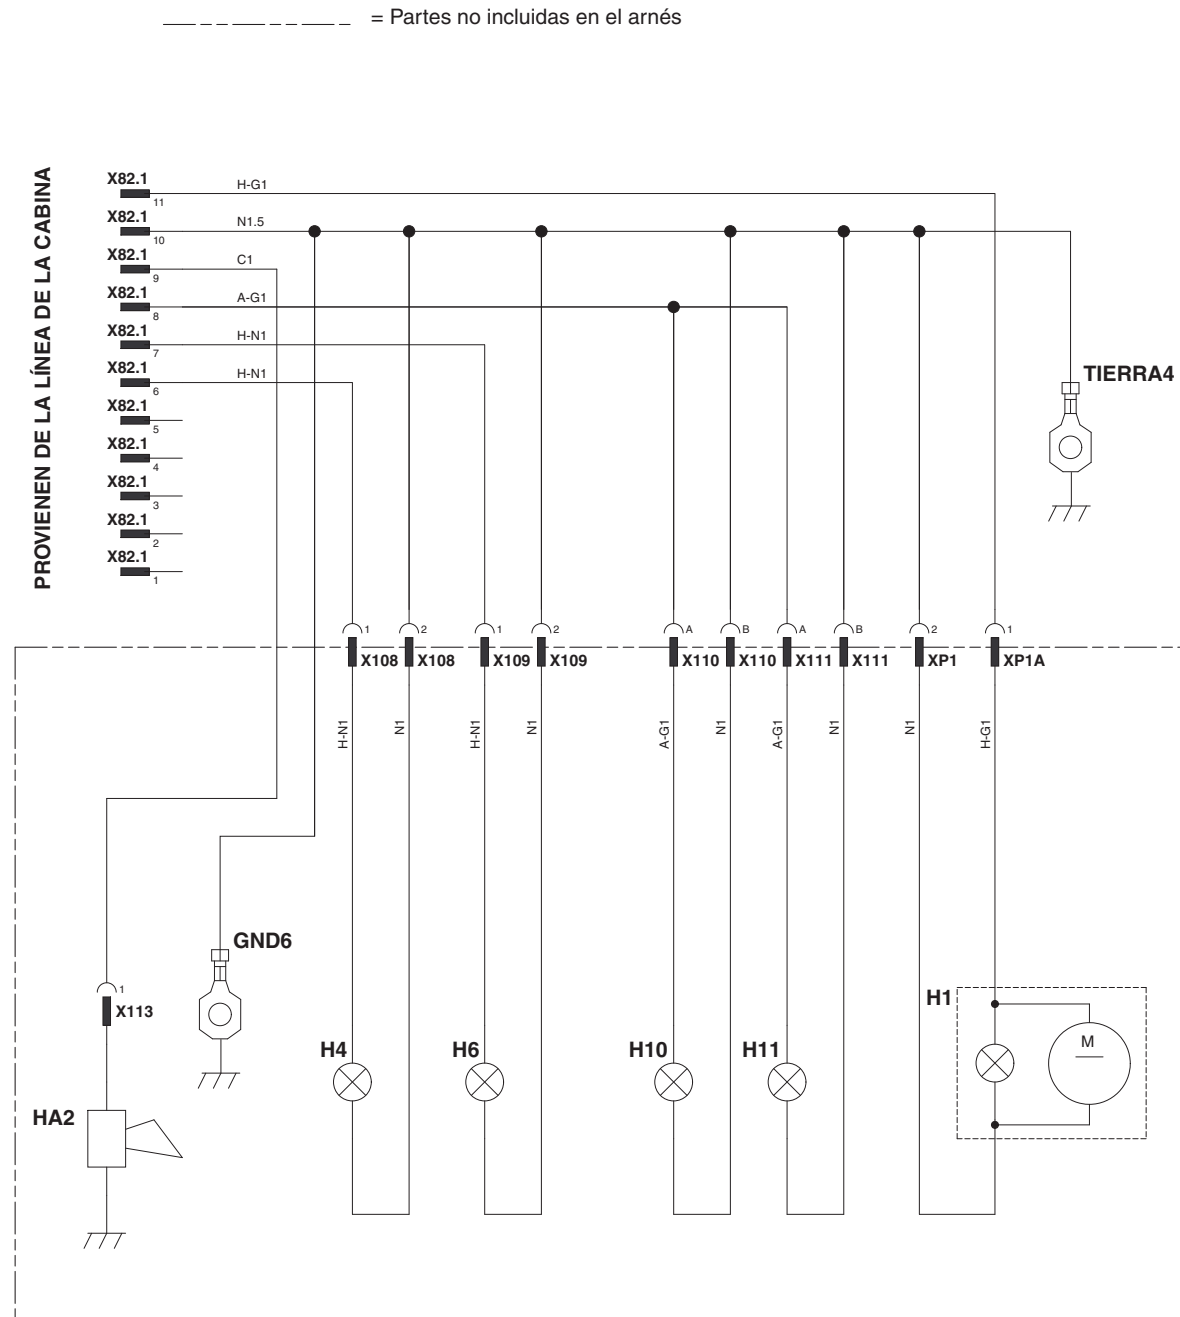 = Partes no incluidas en el arnés
PROVIENEN DE LA LÍNEA DE LA CABINA
X82.1
11
H-G1
X82.1
10
N1.5
X82.1
9
C1
X82.1
8
A-G1
X82.1
7
H-N1
X82.1
6
H-N1
X82.1
5
X82.1
4
X82.1
3
X82.1
2
X82.1
1
TIERRA4
1
X108
2
X108
1
X109
2
X109
A
X110
B
X110
A
X111
B
X111
2
XP1
1
XP1A
H-N1
N1
H-N1
N1
A-G1
N1
A-G1
N1
N1
H-G1
GND6
1
X113
H1
M
H4
H6
H10
H11
HA2